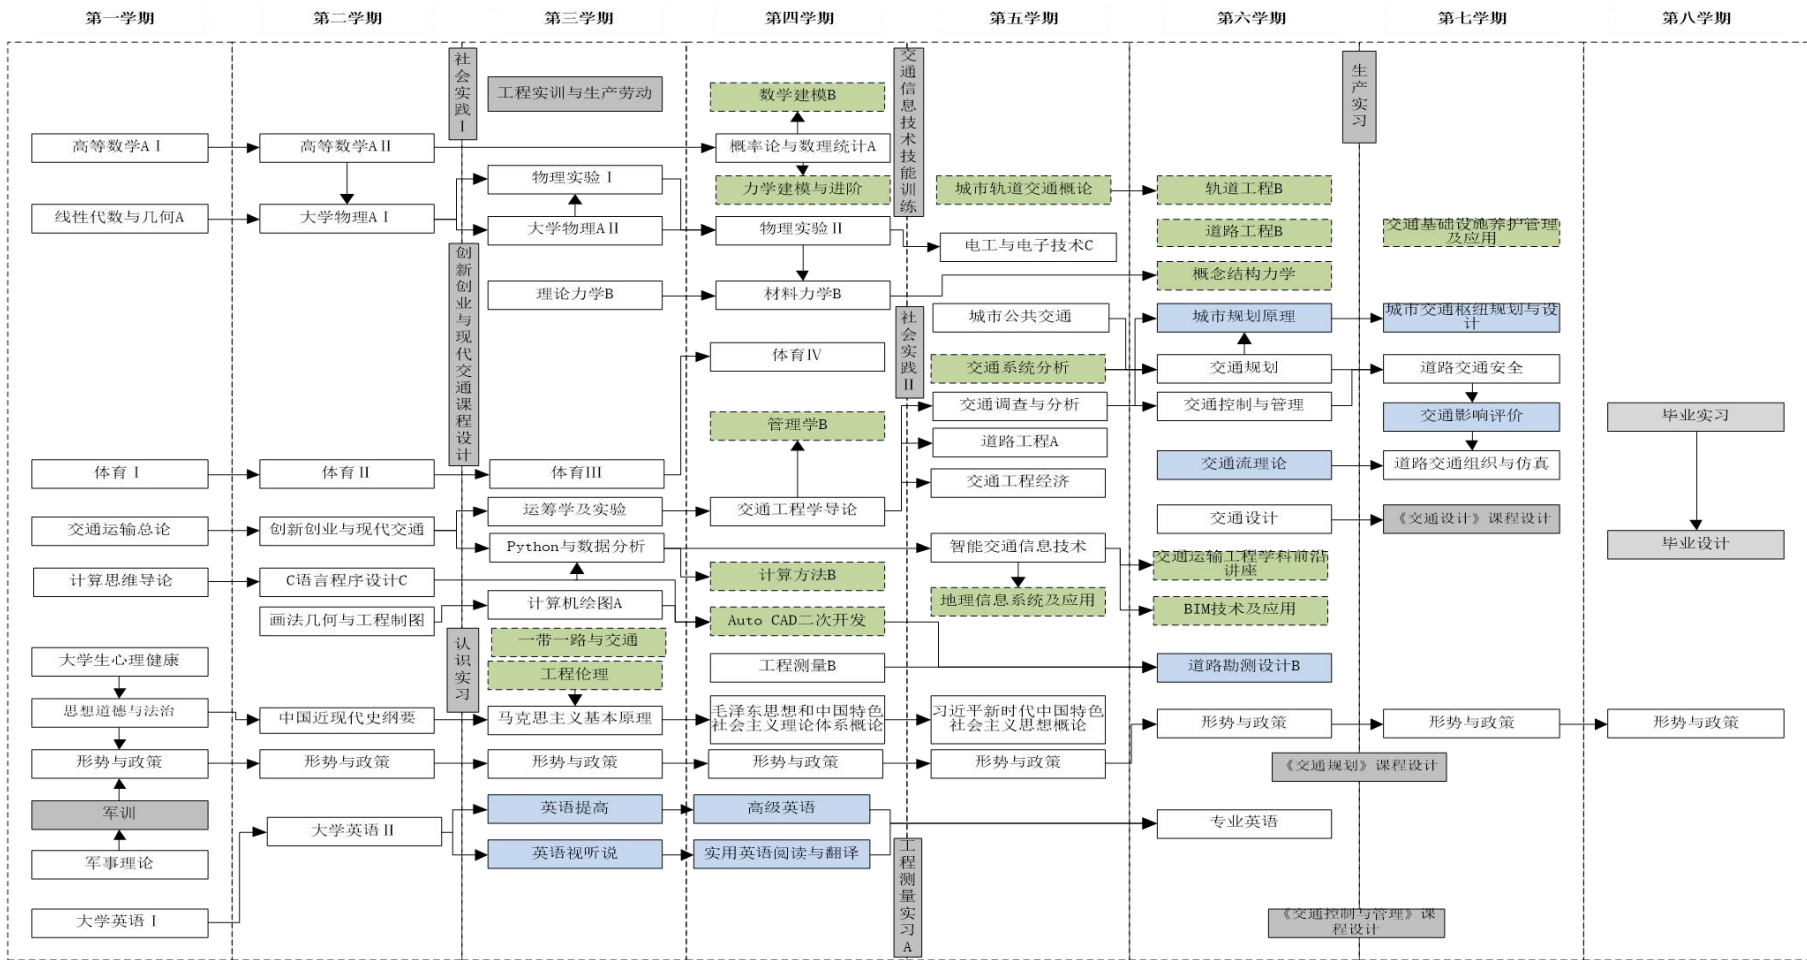 第一学期
第二学期
第三学期
第四学期
第五学期
第六学期
第七学期
第八学期
高等数学AⅠ
线性代数与几何A
体育Ⅰ
交通运输总论
计算思维导论
大学生心理健康
思想道德与法治
形势与政策
军训
军事理论
大学英语Ⅰ
高等数学AⅡ
大学物理AⅠ
体育Ⅱ
创新创业与现代交通
C语言程序设计C
画法几何与工程制图
中国近现代史纲要
形势与政策
大学英语Ⅱ
社会实践Ⅰ
创新创业与现代交通课程设计
认识实习
工程实训与生产劳动
物理实验Ⅰ
大学物理AⅡ
理论力学B
体育Ⅲ
运筹学及实验
Python与数据分析
计算机绘图A
一带一路与交通
工程伦理
马克思主义基本原理
形势与政策
英语提高
英语视听说
数学建模B
概率论与数理统计A
力学建模与进阶
物理实验Ⅱ
材料力学B
体育Ⅳ
管理学B
交通工程学导论
计算方法B
Auto CAD二次开发
工程测量B
毛泽东思想和中国特色
社会主义理论体系概论
形势与政策
高级英语
实用英语阅读与翻译
交通信息技术技能训练
社会实践Ⅱ
工程测量实习A
城市轨道交通概论
电工与电子技术C
城市公共交通
交通系统分析
交通调查与分析
道路工程A
交通工程经济
智能交通信息技术
地理信息系统及应用
习近平新时代中国特色
社会主义思想概论
形势与政策
轨道工程B
道路工程B
概念结构力学
城市规划原理
交通规划
交通控制与管理
交通流理论
交通设计
交通运输工程学科前沿
讲座
BIM技术及应用
道路勘测设计B
形势与政策
专业英语
生产实习
《交通规划》课程设计
《交通控制与管理》课
程设计
交通基础设施养护管理
及应用
城市交通枢纽规划与设
计
道路交通安全
交通影响评价
道路交通组织与仿真
《交通设计》课程设计
形势与政策
毕业实习
毕业设计
形势与政策